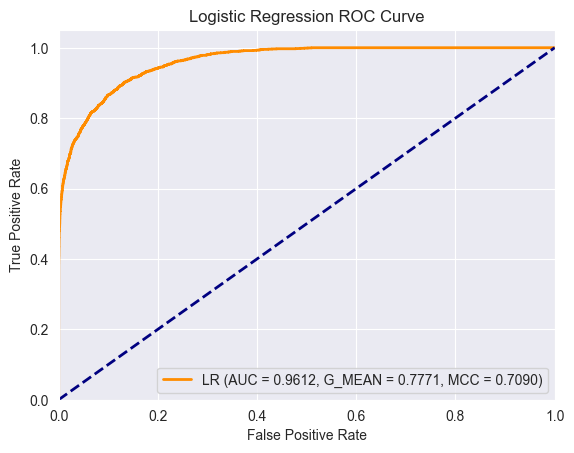 Logistic Regression ROC Curve
True Positive Rate
1.0
0.8
0.6
0.4
0.2
0.0
LR (AUC = 0.9612, G_MEAN = 0.7771, MCC = 0.7090)
0.0 0.2 0.4 0.6 0.8 1.0
False Positive Rate